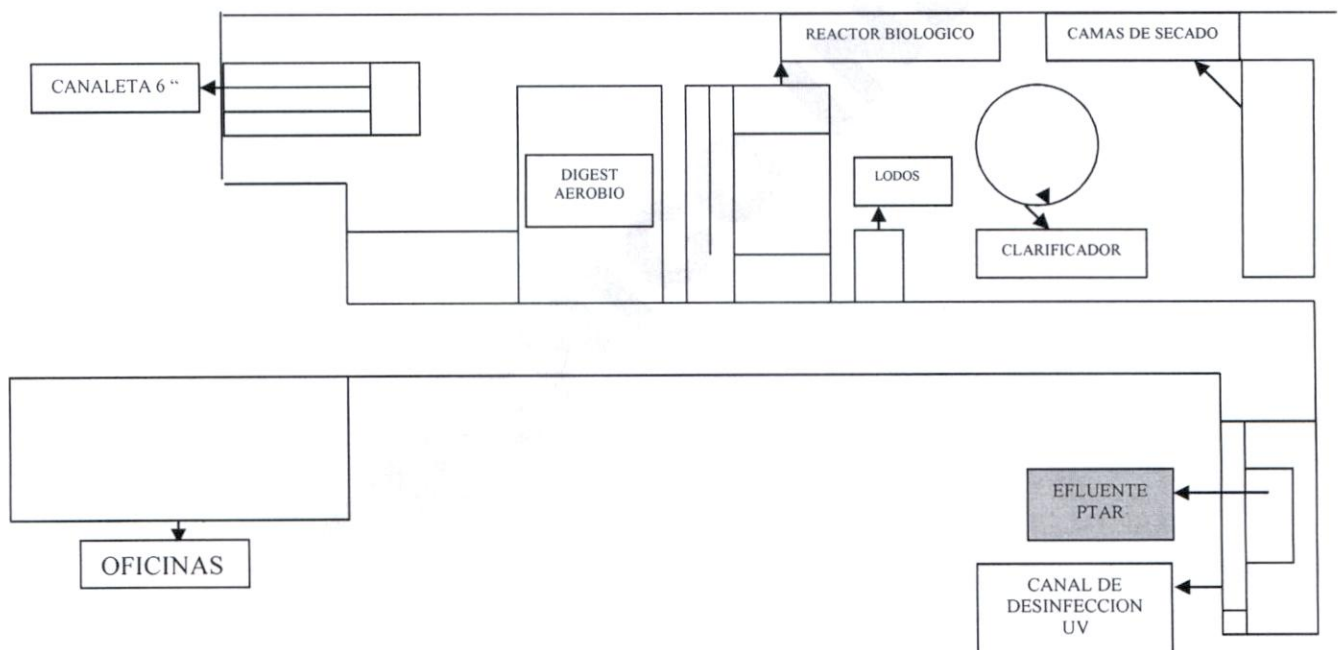 REACTOR BIOLOGICO
CAMAS DE SECADO
CANALETA 6 “
DIGEST
AEROBIO
LODOS
CLARIFICADOR
EFLUENTE
PTAR
OFICINAS
CANAL DE
DESINFECCION
UV